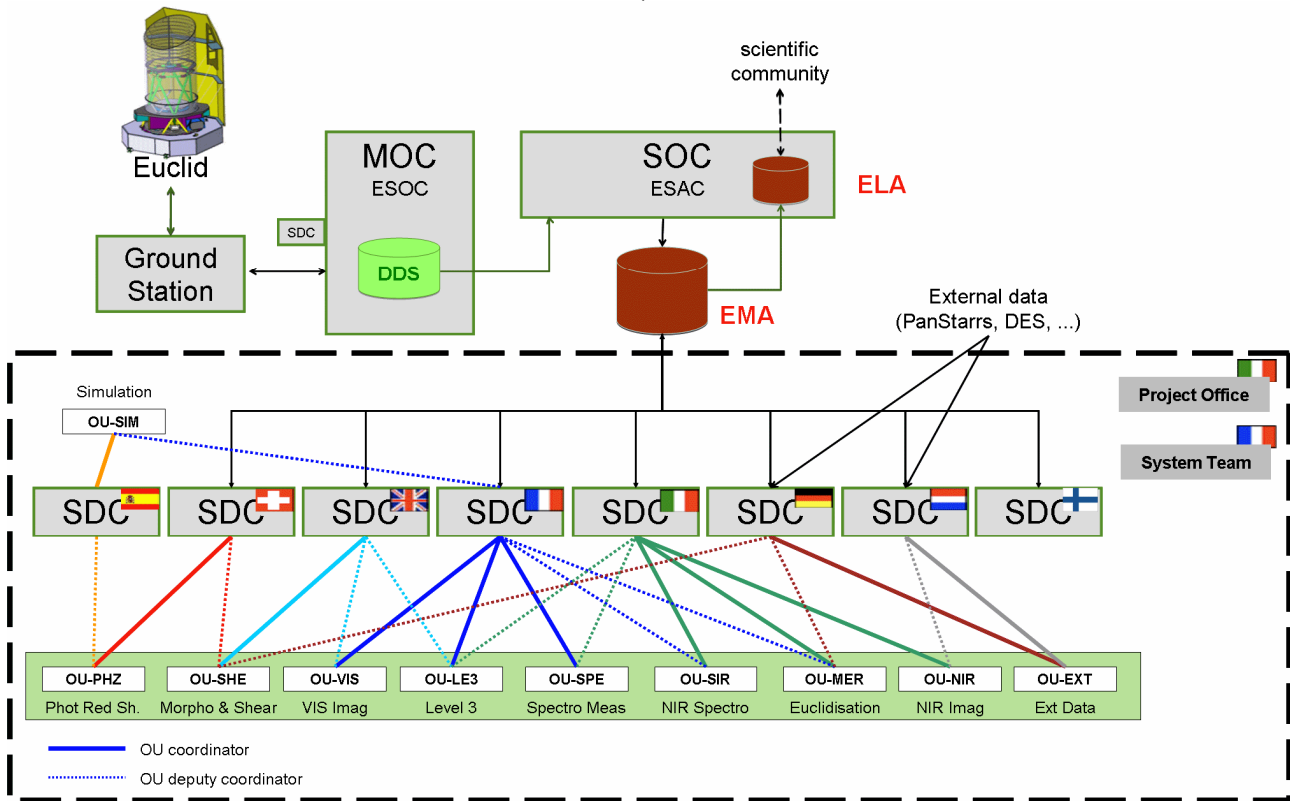 scientific
community
Euclid
MOC
ESOC
SOC
ESAC
ELA
SDC
DDS
Ground
Station
EMA
External data
(PanStarrs, DES, ...)
Project Office
System Team
Simulation
OU-SIM
SDC SDC SDC SDC SDC SDC SDC SDC
OU-PHZ OU-SHE OU-VIS OU-LE3 OU-SPE OU-SIR OU-MER OU-NIR OU-EXT
Phot Red Sh. Morpho & Shear VIS Imag Level 3 Spectro Meas NIR Spectro Euclidisation NIR Imag Ext Data
OU coordinator
OU deputy coordinator